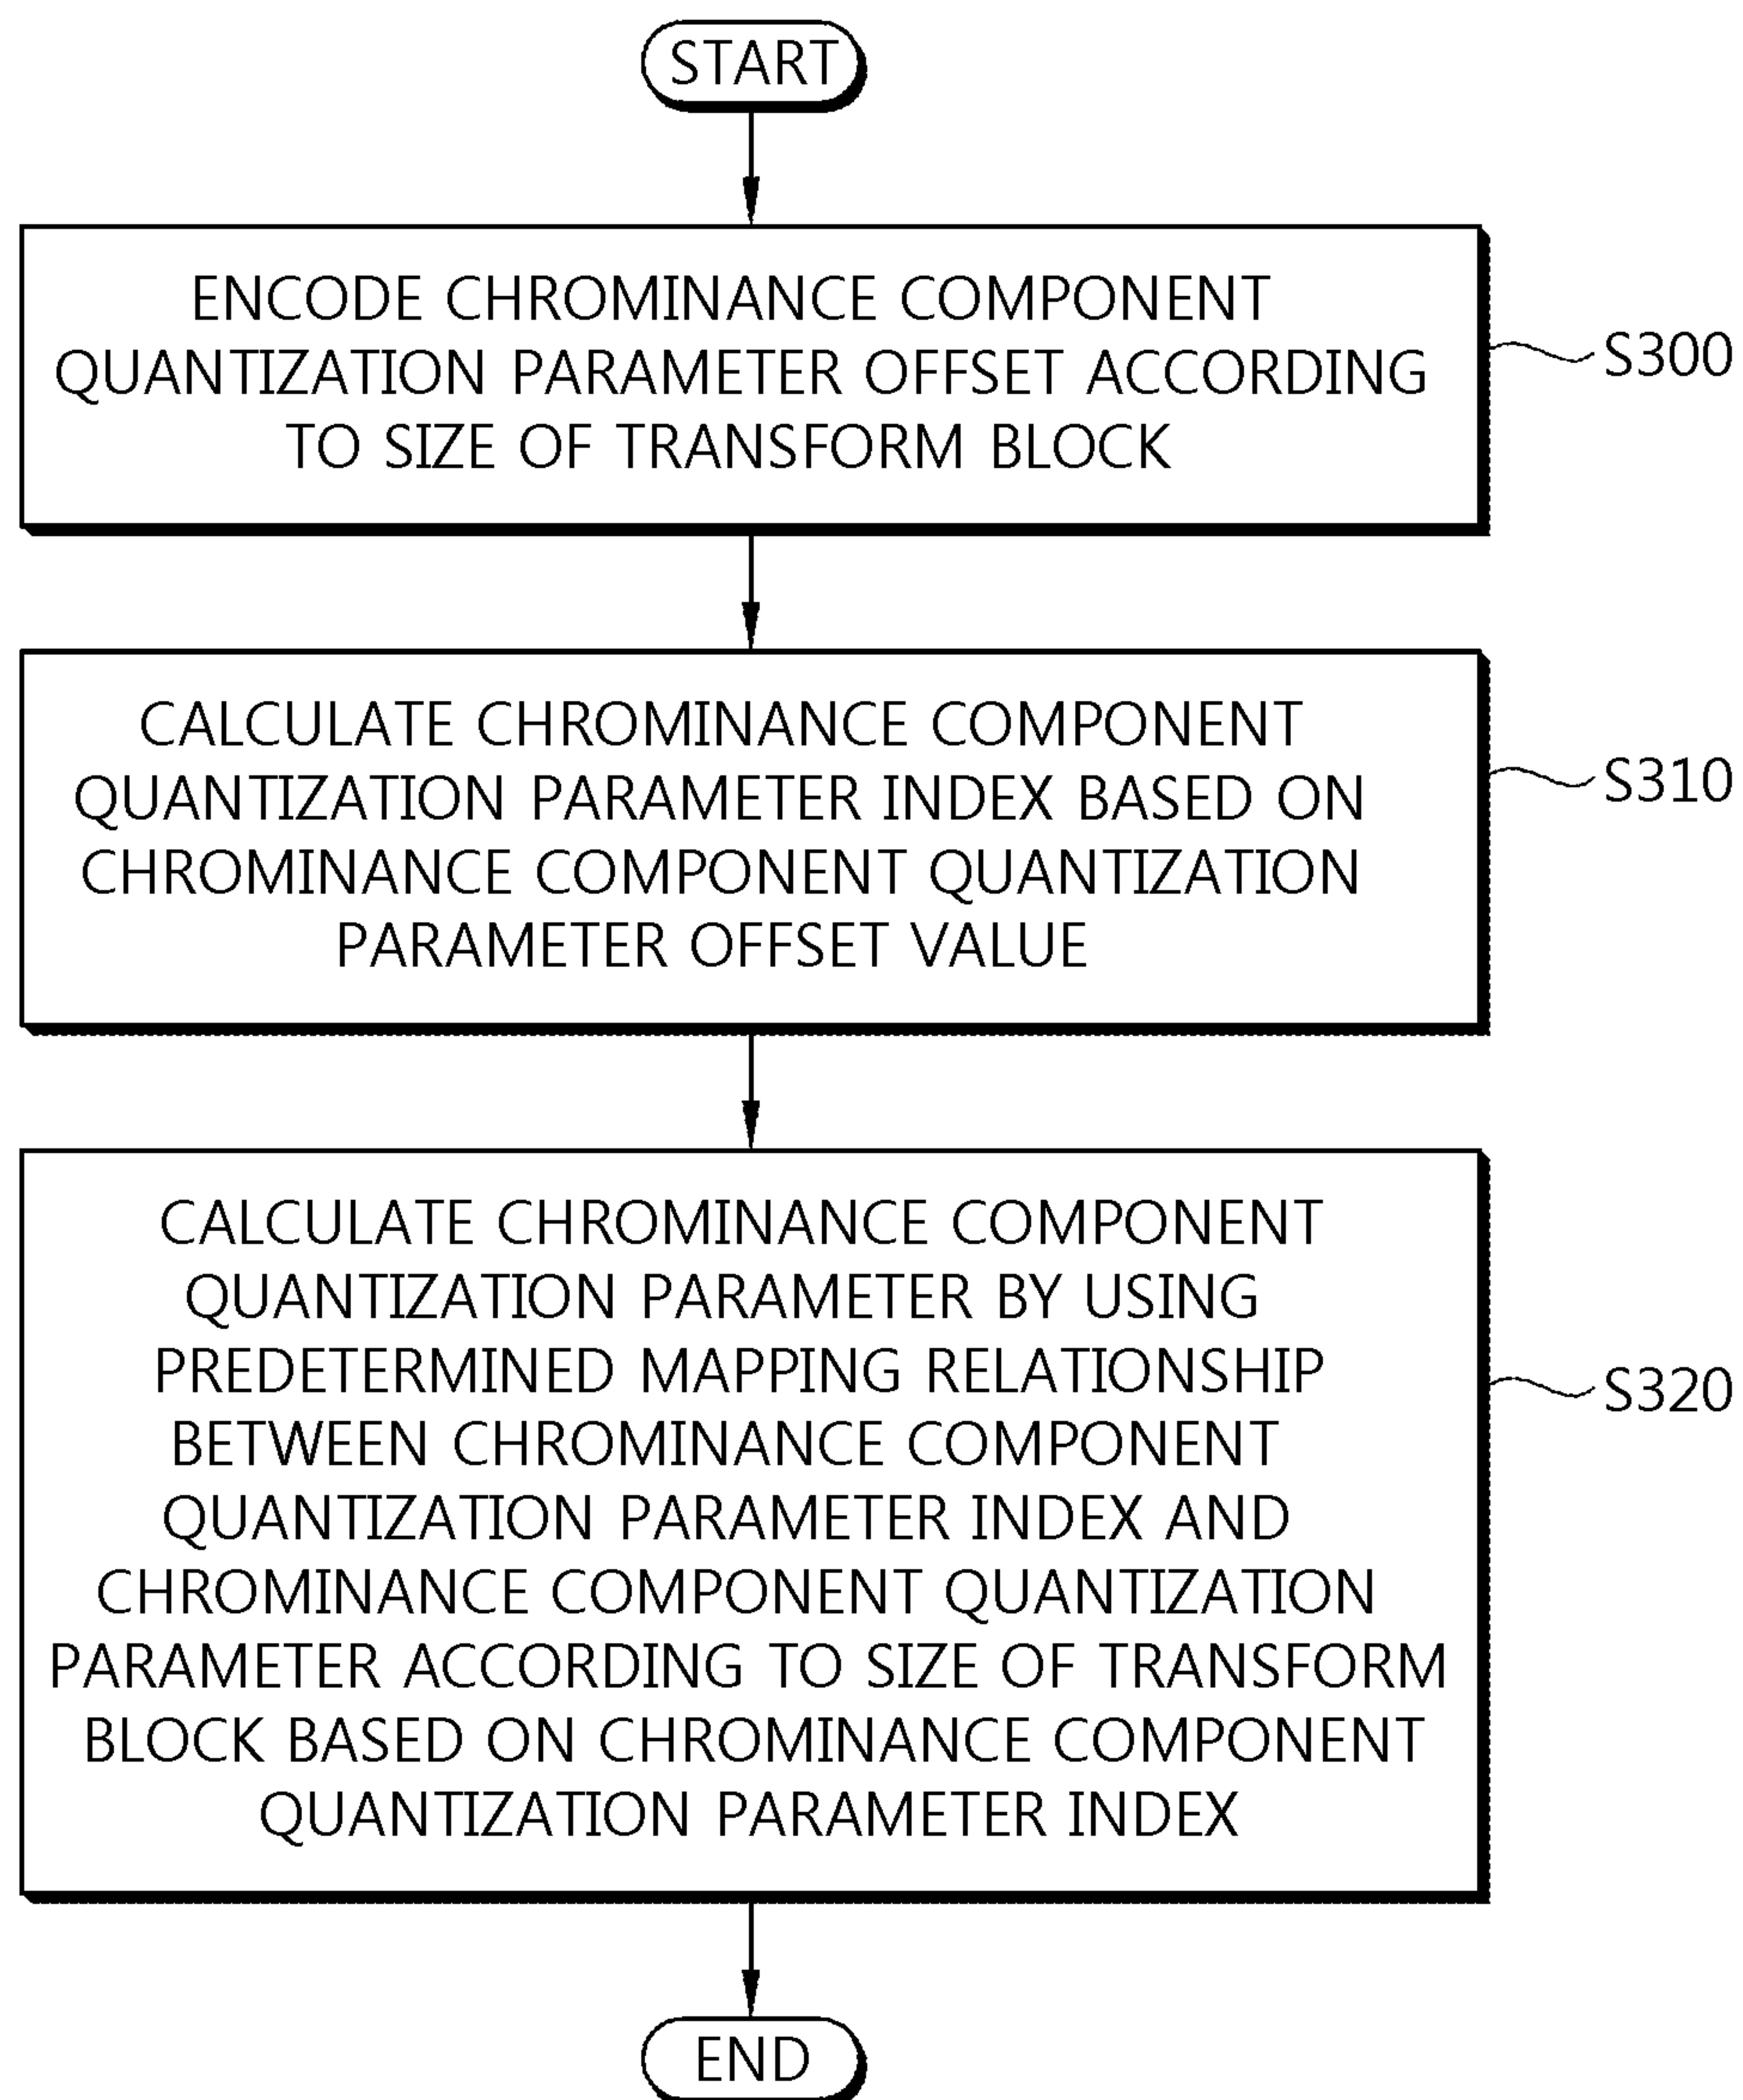 START
ENCODE CHROMINANCE COMPONENT
QUANTIZATION PARAMETER OFFSET ACCORDING
TO SIZE OF TRANSFORM BLOCK
S300
CALCULATE CHROMINANCE COMPONENT
QUANTIZATION PARAMETER INDEX BASED ON
CHROMINANCE COMPONENT QUANTIZATION
PARAMETER OFFSET VALUE
S310
CALCULATE CHROMINANCE COMPONENT
QUANTIZATION PARAMETER BY USING
PREDETERMINED MAPPING RELATIONSHIP
BETWEEN CHROMINANCE COMPONENT
QUANTIZATION PARAMETER INDEX AND
CHROMINANCE COMPONENT QUANTIZATION
PARAMETER ACCORDING TO SIZE OF TRANSFORM
BLOCK BASED ON CHROMINANCE COMPONENT
QUANTIZATION PARAMETER INDEX
S320
END